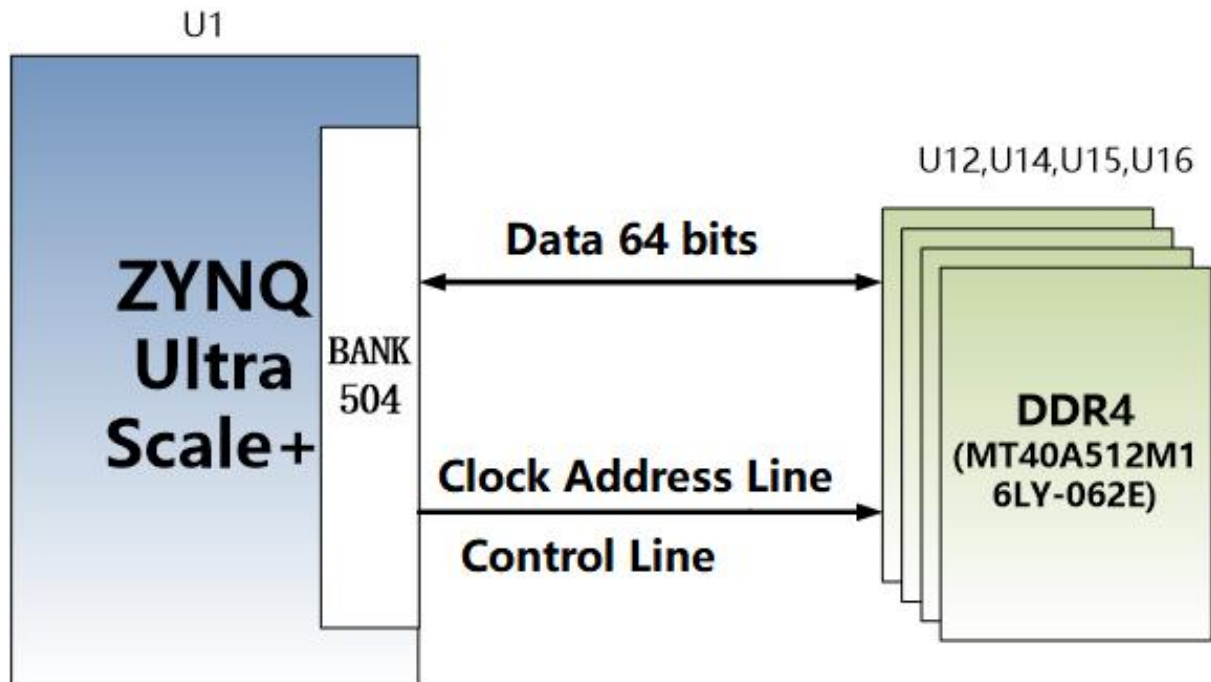 U1
ZYNQ
Ultra
Scale+
BANK
504
Data 64 bits
Clock Address Line
Control Line
U12,U14,U15,U16
DDR4
(MT40A512M1
6LY-062E)